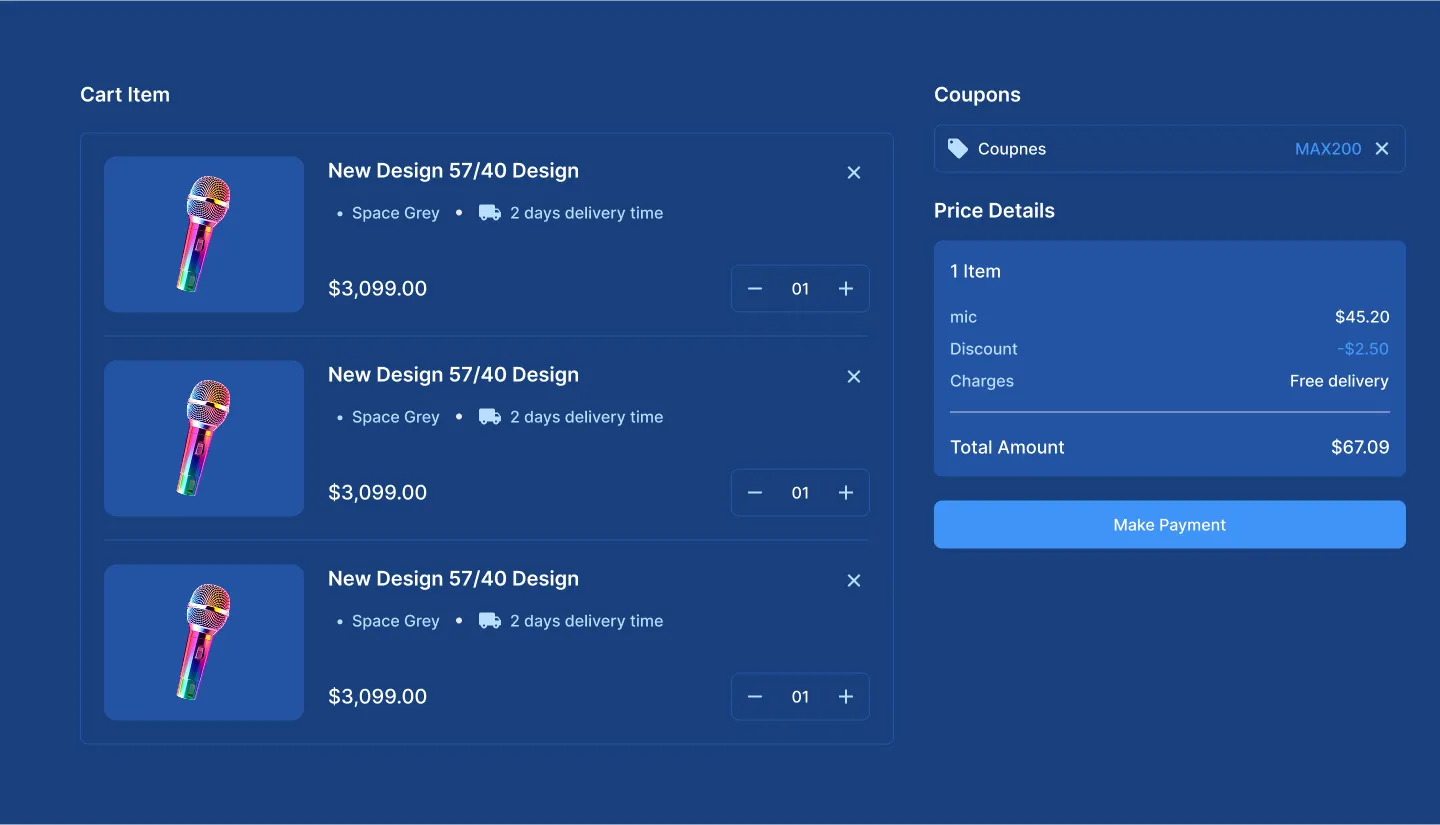 Cart Item
New Design 57/40 Design
• Space Grey • 2 days delivery time
$3,099.00
01
New Design 57/40 Design
• Space Grey • 2 days delivery time
$3,099.00
01
New Design 57/40 Design
• Space Grey • 2 days delivery time
$3,099.00
01
Coupons
Coupnes MAX200
Price Details
1 Item
mic $45.20
Discount -$2.50
Charges Free delivery
Total Amount $67.09
Make Payment